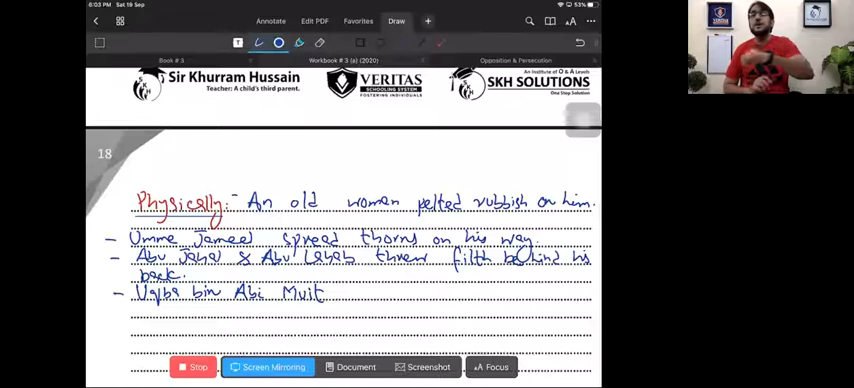 8:03 PM Sat 19 Sep
53%
Annotate Edit PDF Favorites Draw
AA
T
Book # 3 Workbook # 3 (a) (2020) Opposition & Persecution
Sir Khurram Hussain
Teacher: A child's third parent.
VERITAS
SCHOOLING SYSTEM
FOSTERING INDIVIDUALS
An Institute of O & A Levels
SKH SOLUTIONS
One Stop Solution
18
Physically:- An old women pelted rubbish on him.
- Umme Jameel spread thorns on his way.
- Abu Jahal & Abu Lahab threw filth behind his
back.
- Uqba bin Abi Muit
Stop Screen Mirroring Document Screenshot AA Focus